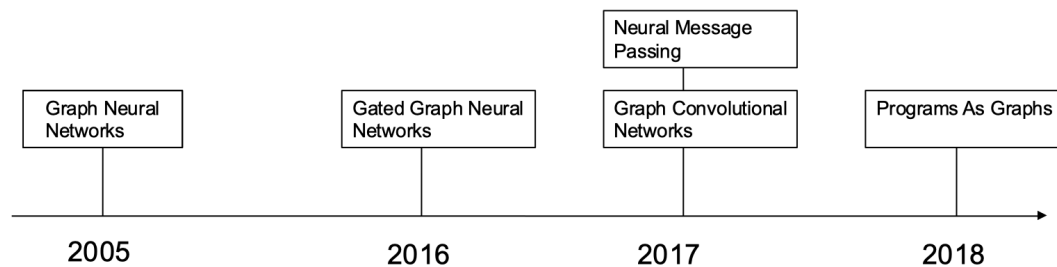 Neural Message
Passing
Graph Neural
Networks
Gated Graph Neural
Networks
Graph Convolutional
Networks
Programs As Graphs
2005
2016
2017
2018